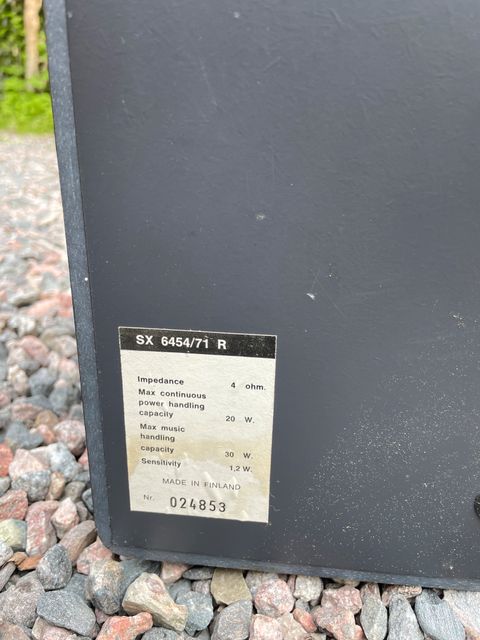 SX 6454/71 R
Impedance 4 ohm.
Max continuous
power handling
capacity 20 W.
Max music
handling
capacity 30 W.
Sensitivity 1,2 W.
MADE IN FINLAND
Nr. 024853